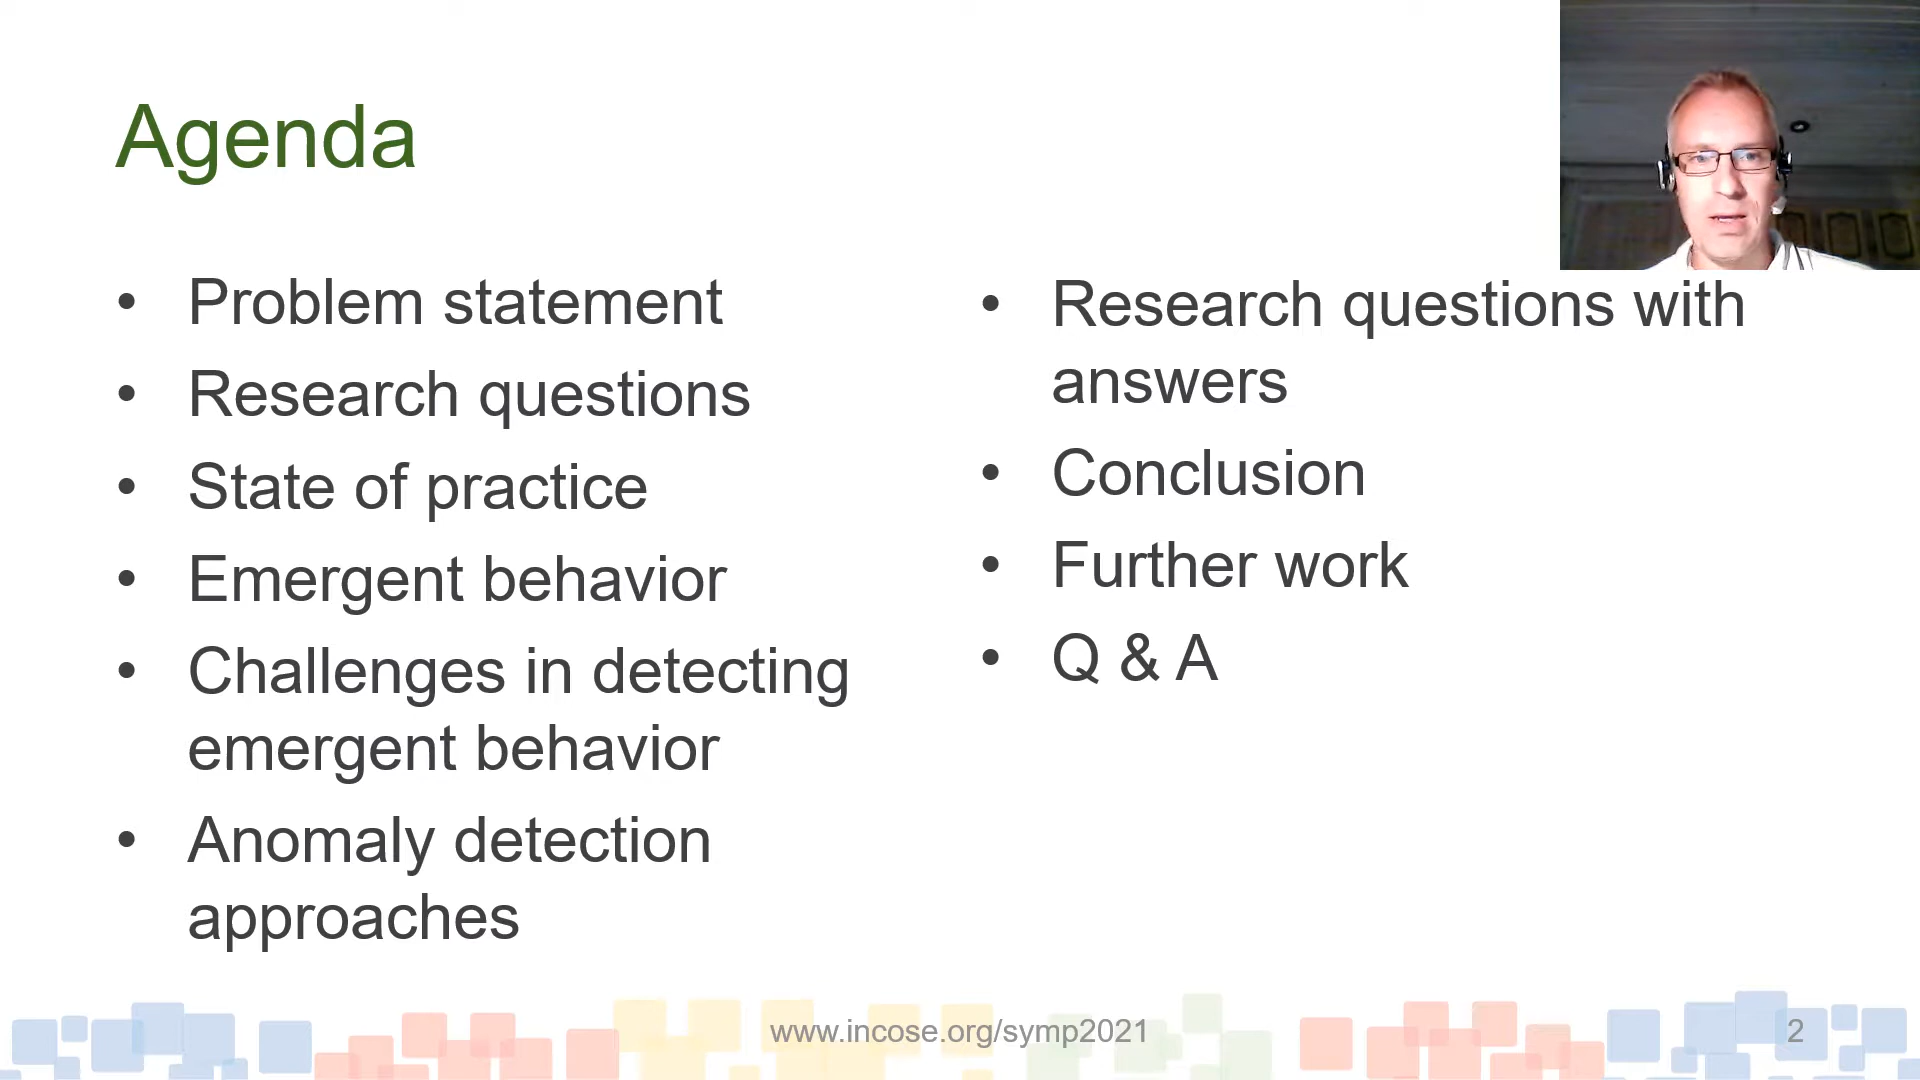 Agenda
• Problem statement
• Research questions
• State of practice
• Emergent behavior
• Challenges in detecting
emergent behavior
• Anomaly detection
approaches
• Research questions with
answers
• Conclusion
• Further work
• Q & A
www.incose.org/symp2021
2